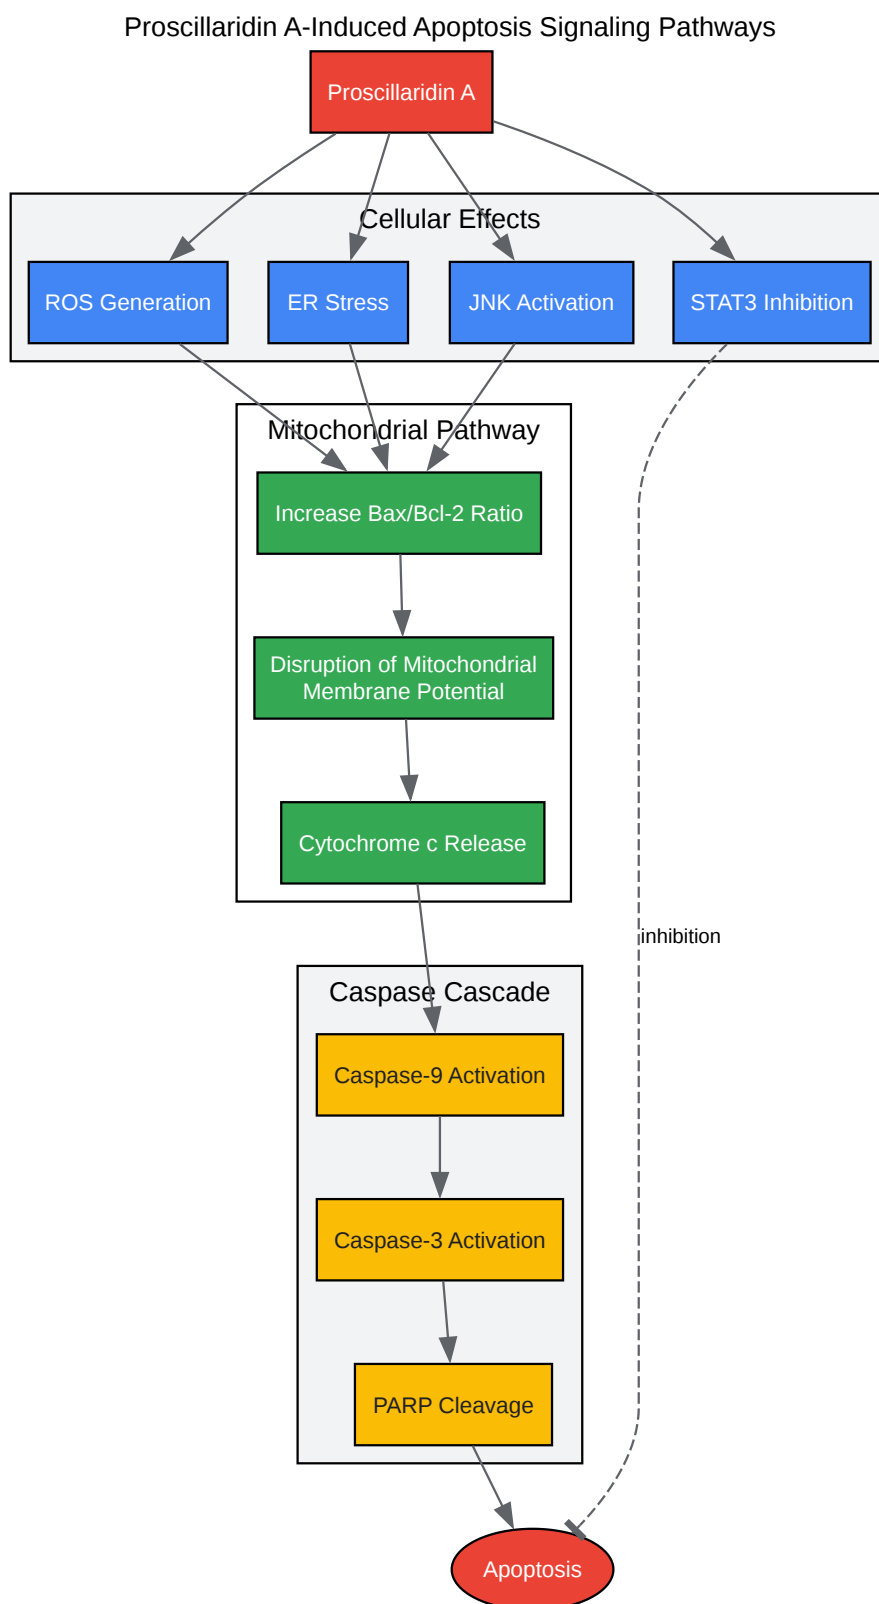 Proscillaridin A-Induced Apoptosis Signaling Pathways
Proscillaridin A
Cellular Effects
ROS Generation
ER Stress
JNK Activation
STAT3 Inhibition
Mitochondrial Pathway
Increase Bax/Bcl-2 Ratio
Disruption of Mitochondrial
Membrane Potential
Cytochrome c Release
inhibition
Caspase Cascade
Caspase-9 Activation
Caspase-3 Activation
PARP Cleavage
Apoptosis